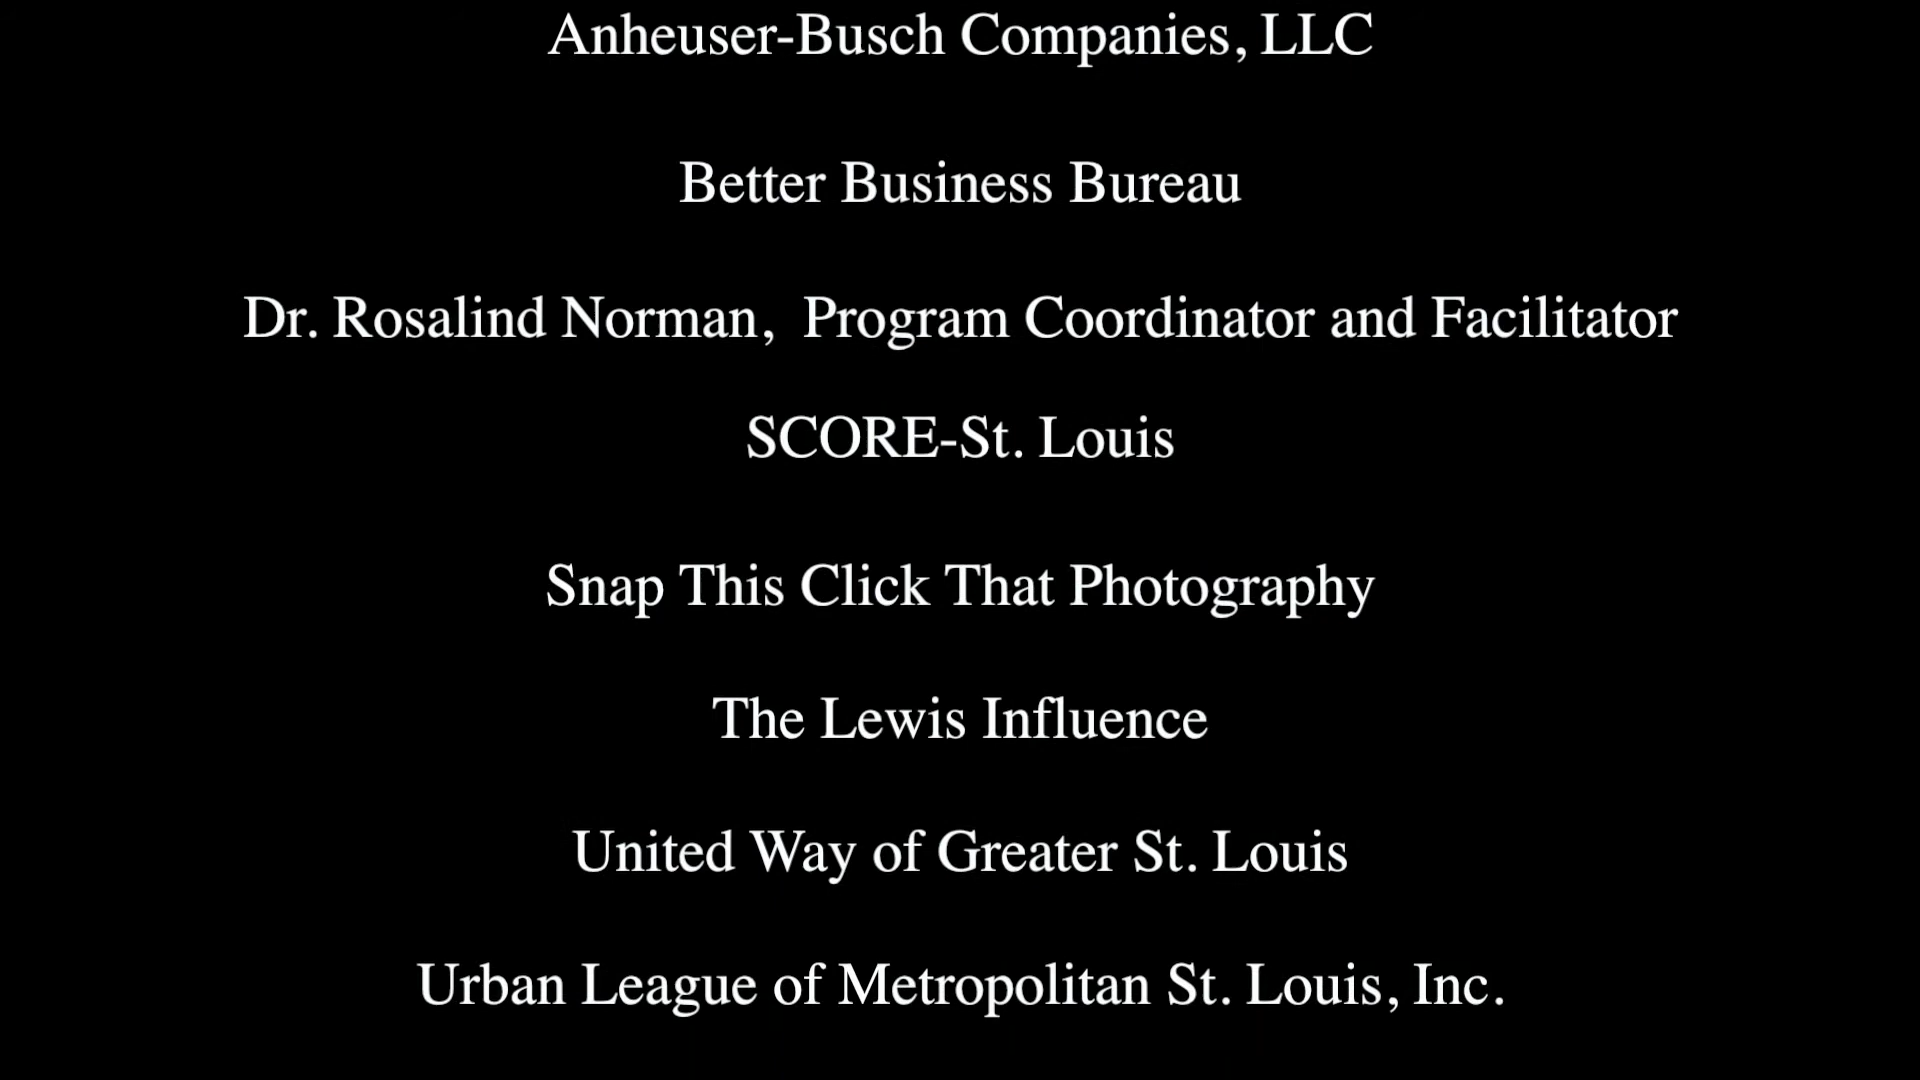 Anheuser-Busch Companies, LLC
Better Business Bureau
Dr. Rosalind Norman,  Program Coordinator and Facilitator
SCORE-St. Louis
Snap This Click That Photography
The Lewis Influence
United Way of Greater St. Louis
Urban League of Metropolitan St. Louis, Inc.